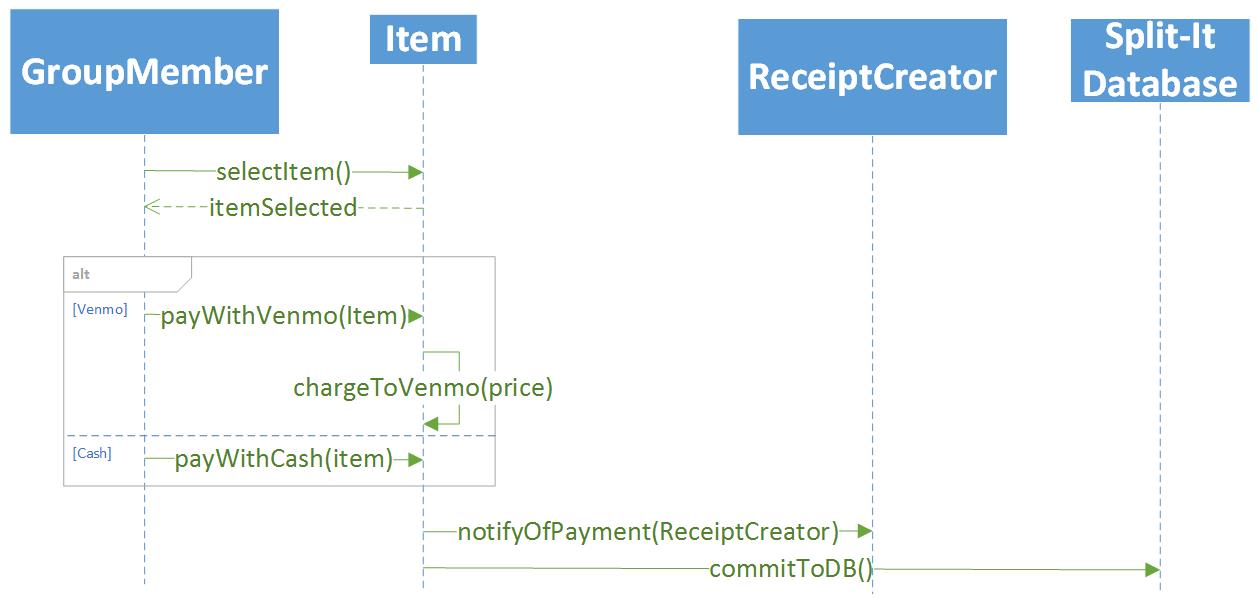 GroupMember
Item
ReceiptCreator
Split-It
Database
selectItem()
itemSelected
alt
[Venmo]
payWithVenmo(Item)
chargeToVenmo(price)
[Cash]
payWithCash(item)
notifyOfPayment(ReceiptCreator)
commitToDB()